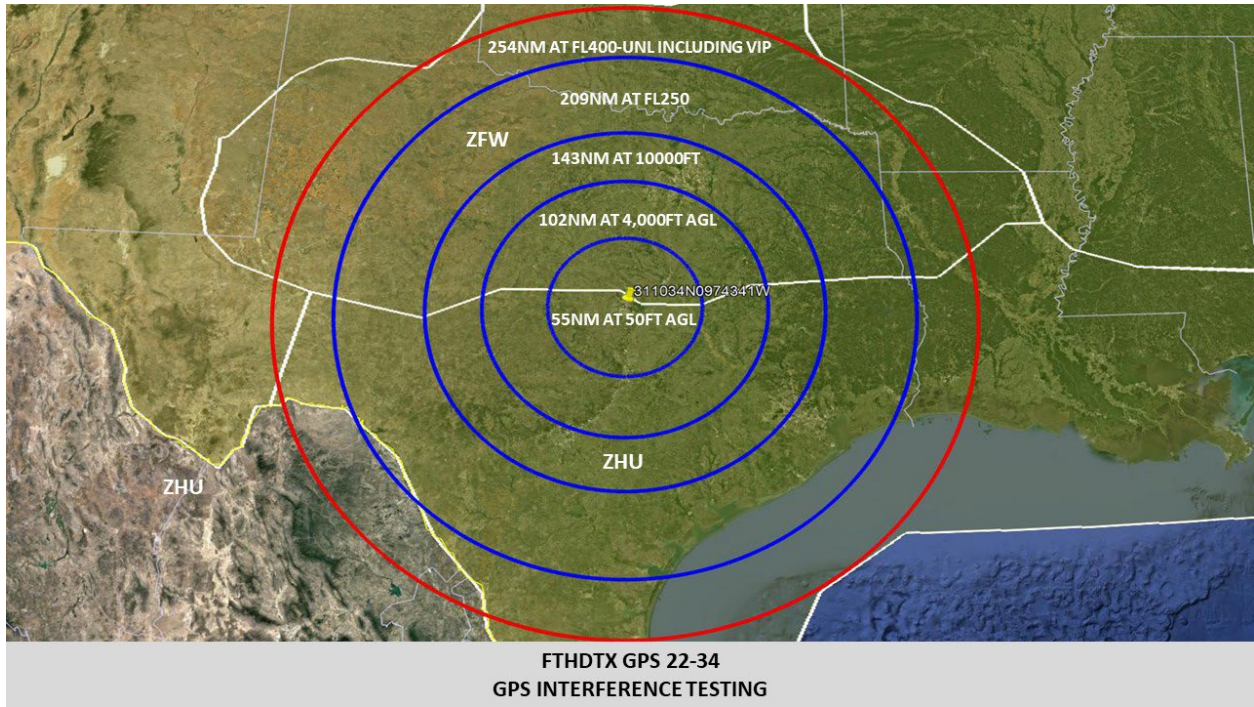 254NM AT FL400-UNL INCLUDING VIP
209NM AT FL250
ZFW
143NM AT 10000FT
102NM AT 4,000FT AGL
311034N0974341W
55NM AT 50FT AGL
ZHU
ZHU
FTHDTX GPS 22-34
GPS INTERFERENCE TESTING